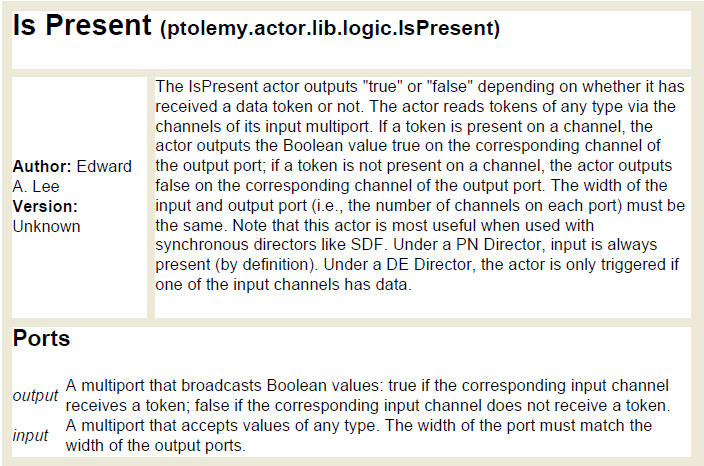 Is Present (ptolemy.actor.lib.logic.IsPresent)
Author: Edward
A. Lee
Version:
Unknown
The IsPresent actor outputs "true" or "false" depending on whether it has
received a data token or not. The actor reads tokens of any type via the
channels of its input multiport. If a token is present on a channel, the
actor outputs the Boolean value true on the corresponding channel of
the output port; if a token is not present on a channel, the actor outputs
false on the corresponding channel of the output port. The width of the
input and output port (i.e., the number of channels on each port) must be
the same. Note that this actor is most useful when used with
synchronous directors like SDF. Under a PN Director, input is always
present (by definition). Under a DE Director, the actor is only triggered if
one of the input channels has data.
Ports
output A multiport that broadcasts Boolean values: true if the corresponding input channel
receives a token; false if the corresponding input channel does not receive a token.
input A multiport that accepts values of any type. The width of the port must match the
width of the output ports.